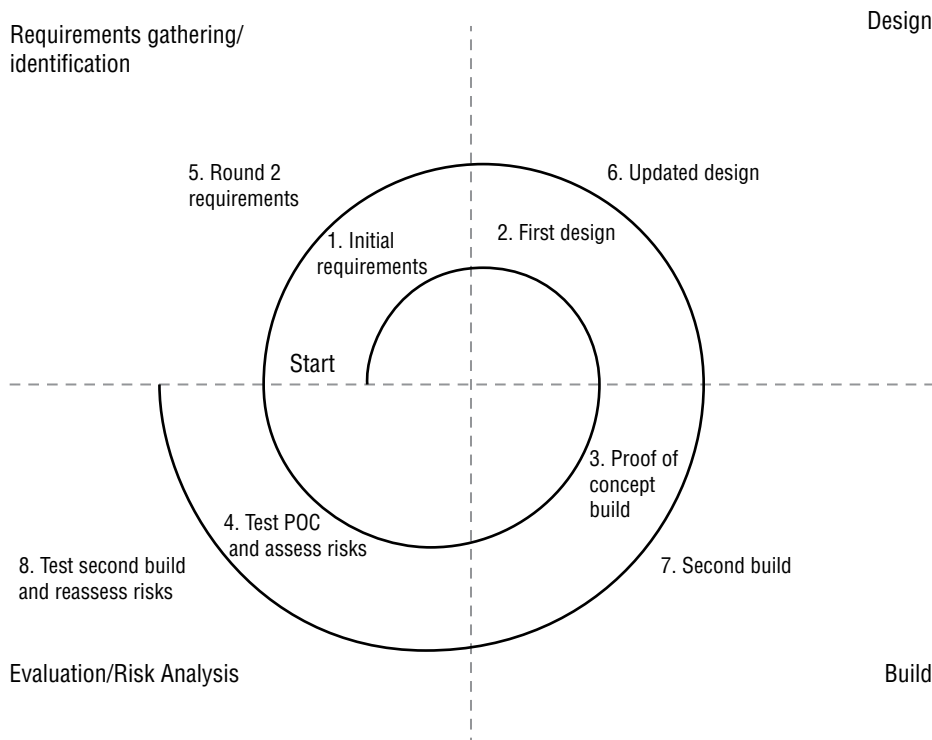 Requirements gathering/
identification
Design
5. Round 2
requirements
6. Updated design
1. Initial
requirements
2. First design
Start
3. Proof of
concept
build
4. Test POC
and assess risks
8. Test second build
and reassess risks
7. Second build
Evaluation/Risk Analysis
Build